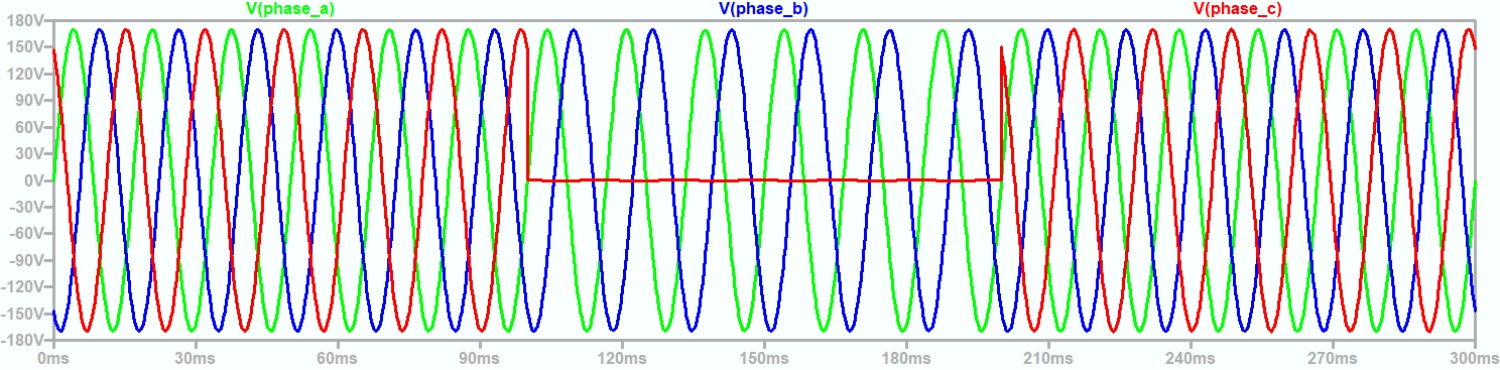 V(phase_a) V(phase_b) V(phase_c)
180V
150V
120V
90V
60V
30V
0V
-30V
-60V
-90V
-120V
-150V
-180V
0ms 30ms 60ms 90ms 120ms 150ms 180ms 210ms 240ms 270ms 300ms